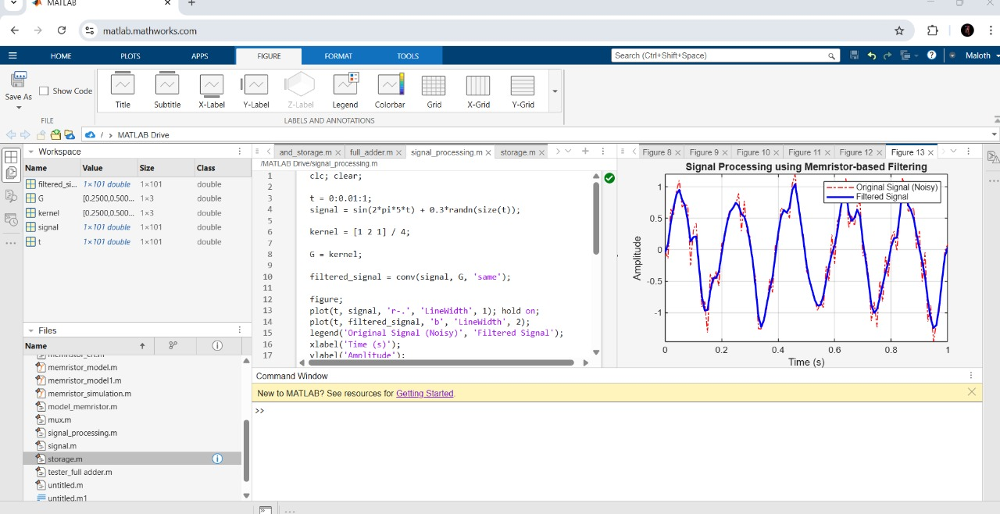 MATLAB
matlab.mathworks.com
HOME PLOTS APPS FIGURE FORMAT TOOLS
Search (Ctrl+Shift+Space)
Maloth
Save As
Show Code
Title Subtitle X-Label Y-Label Z-Label Legend Colorbar Grid X-Grid Y-Grid
FILE
LABELS AND ANNOTATIONS
/ > MATLAB Drive
Workspace
Name Value Size Class
filtered_si... 1×101 double 1×101 double
G [0.2500,0.500... 1×3 double
kernel [0.2500,0.500... 1×3 double
signal 1×101 double 1×101 double
t 1×101 double 1×101 double
Files
Name
memristor_model.m
memristor_model1.m
memristor_simulation.m
model_memristor.m
mux.m
signal_processing.m
signal.m
storage.m
tester_full adder.m
untitled.m
untitled.m1
and_storage.m full_adder.m signal_processing.m storage.m
/MATLAB Drive/signal_processing.m
1 clc; clear;
2
3 t = 0:0.01:1;
4 signal = sin(2*pi*5*t) + 0.3*randn(size(t));
5
6 kernel = [1 2 1] / 4;
7
8 G = kernel;
9
10 filtered_signal = conv(signal, G, 'same');
11
12 figure;
13 plot(t, signal, 'r-.', 'LineWidth', 1); hold on;
14 plot(t, filtered_signal, 'b', 'LineWidth', 2);
15 legend('Original Signal (Noisy)', 'Filtered Signal');
16 xlabel('Time (s)');
17 ylabel('Amplitude');
Figure 8 Figure 9 Figure 10 Figure 11 Figure 12 Figure 13
Signal Processing using Memristor-based Filtering
Original Signal (Noisy)
Filtered Signal
Amplitude
1
0.5
0
-0.5
-1
0 0.2 0.4 0.6 0.8 1
Time (s)
Command Window
New to MATLAB? See resources for Getting Started.
>>